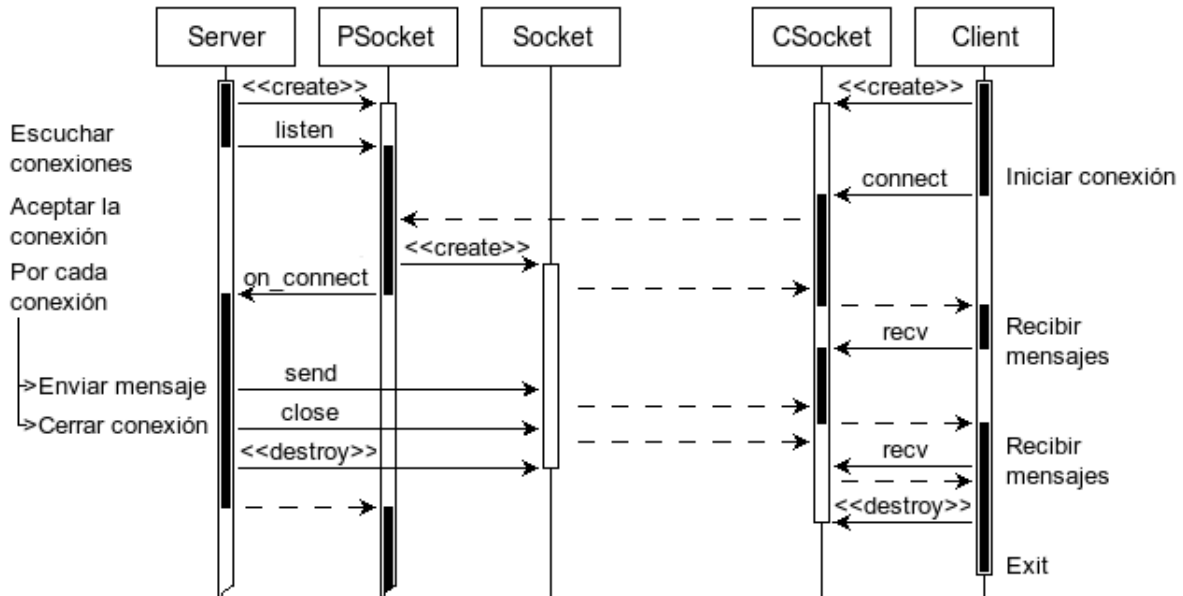 Server
PSocket
Socket
CSocket
Client
<<create>>
<<create>>
Escuchar
conexiones
listen
connect
Iniciar conexión
Aceptar la
conexión
<<create>>
Por cada
conexión
on_connect
recv
Recibir
mensajes
>Enviar mensaje
send
>Cerrar conexión
close
<<destroy>>
recv
Recibir
mensajes
<<destroy>>
Exit